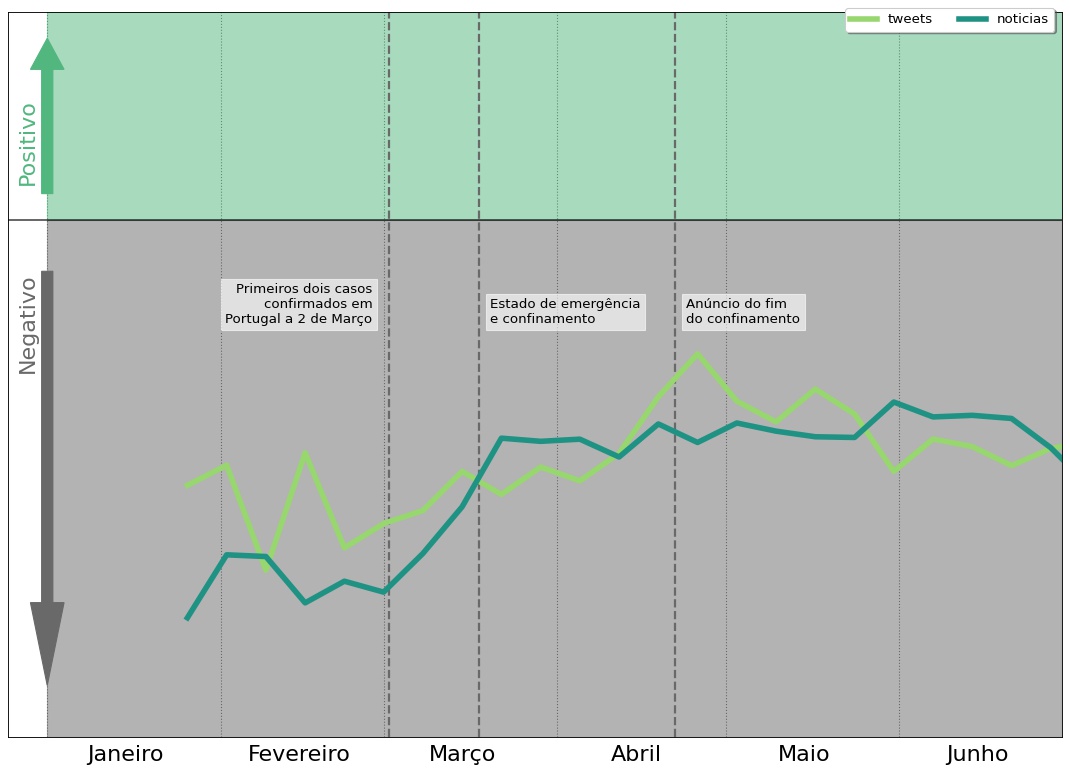 tweets
noticias
Positivo
Negativo
Primeiros dois casos
confirmados em
Portugal a 2 de Março
Estado de emergência
e confinamento
Anúncio do fim
do confinamento
Janeiro
Fevereiro
Março
Abril
Maio
Junho